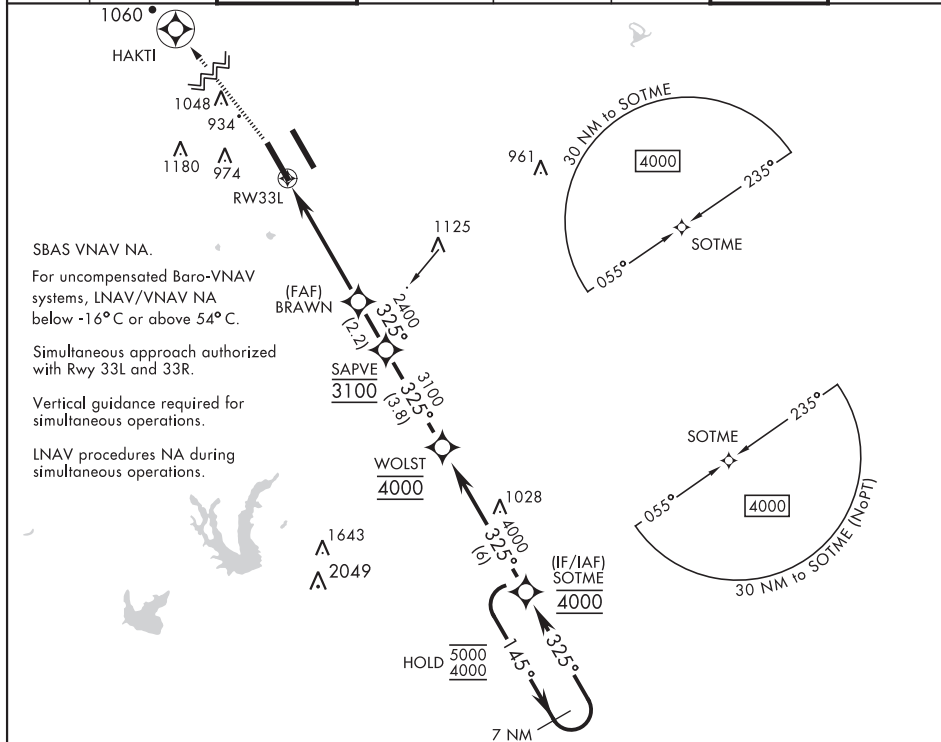 1060
HAKTI
1048
934
1180
974
RW33L
961
30 NM to SOTME
4000
235°
SOTME
055°
1125
SBAS VNAV NA.
For uncompensated Baro-VNAV
systems, LNAV/VNAV NA
below -16°C or above 54°C.
Simultaneous approach authorized
with Rwy 33L and 33R.
Vertical guidance required for
simultaneous operations.
LNAV procedures NA during
simultaneous operations.
(FAF)
BRAWN
2400
325°
(2.2)
SAPVE
3100
3100
325°
(3.8)
WOLST
4000
1028
4000
325°
(6)
(IF/IAF)
SOTME
4000
1643
2049
HOLD
5000
4000
145°
325°
7 NM
235°
SOTME
055°
4000
30 NM to SOTME (NoPT)